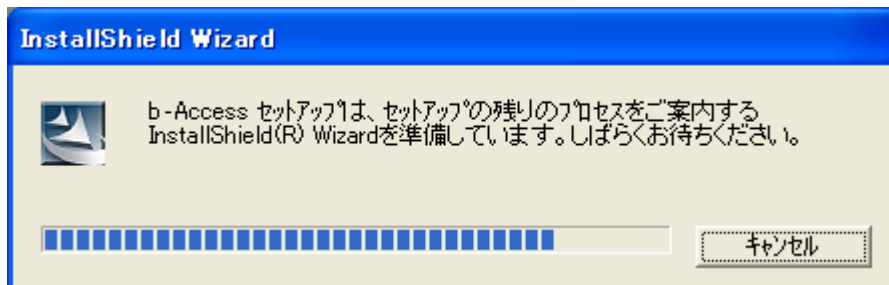 InstallShield Wizard
b-Access ｾｯﾄｱｯﾌﾟは、ｾｯﾄｱｯﾌﾟの残りのﾌﾟﾛｾｽをご案内する
InstallShield(R) Wizardを準備しています。しばらくお待ちください。
ｷｬﾝｾﾙ